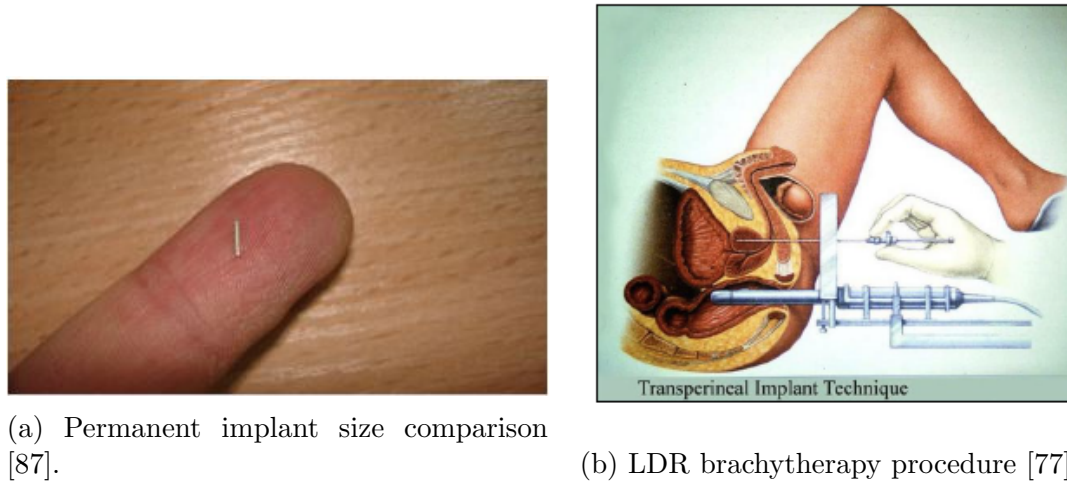 Transperineal Implant Technique
(a) Permanent implant size comparison
[87].
(b) LDR brachytherapy procedure [77]